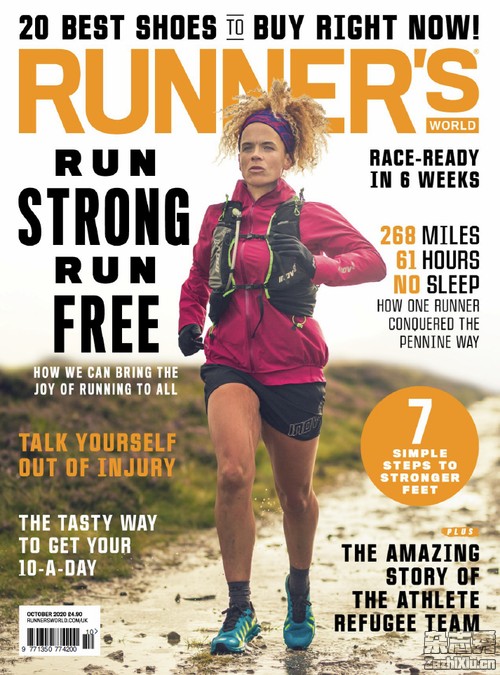 20 BEST SHOES TO BUY RIGHT NOW!
RUNNER'S
WORLD
RUN
STRONG
RUN
FREE
HOW WE CAN BRING THE
JOY OF RUNNING TO ALL
TALK YOURSELF
OUT OF INJURY
THE TASTY WAY
TO GET YOUR
10-A-DAY
OCTOBER 2020 £4.90
RUNNERSWORLD.COM/UK
10
9 771350 774200
RACE-READY
IN 6 WEEKS
268 MILES
61 HOURS
NO SLEEP
HOW ONE RUNNER
CONQUERED THE
PENNINE WAY
7
SIMPLE
STEPS TO
STRONGER
FEET
PLUS
THE AMAZING
STORY OF
THE ATHLETE
REFUGEE TEAM
杂志秀
ZazhiXiu.cn